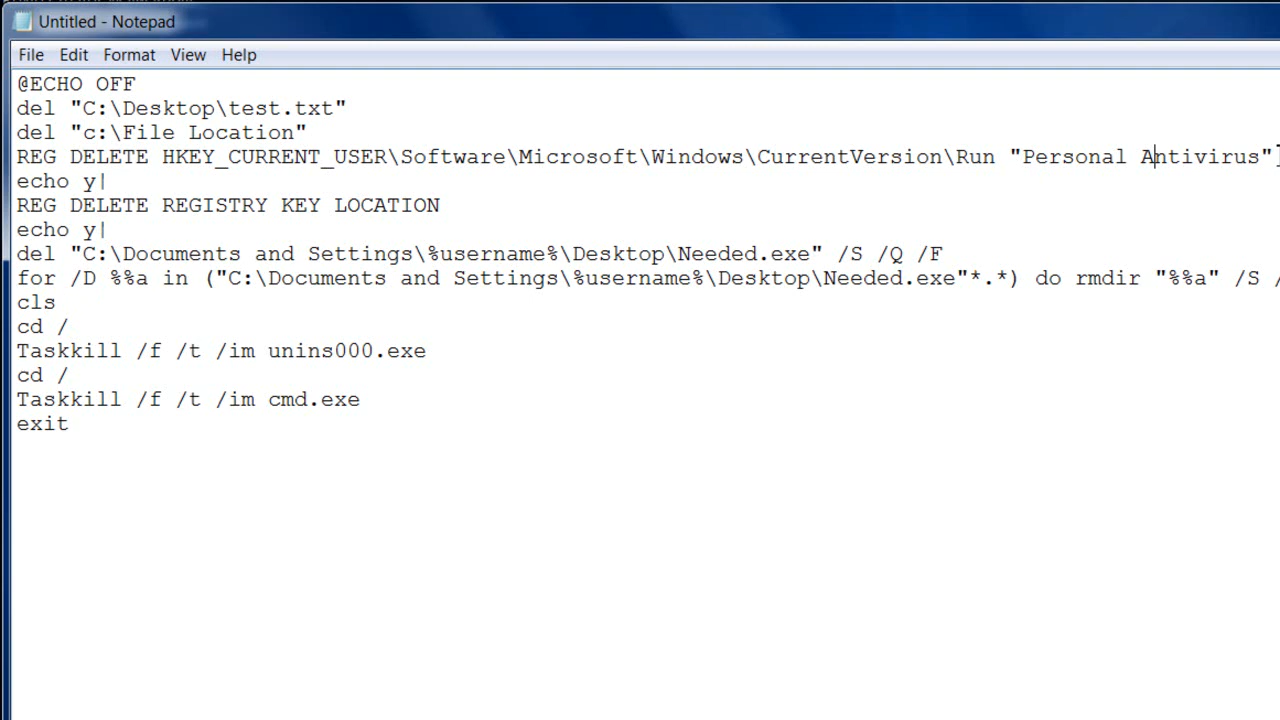 Untitled - Notepad
File Edit Format View Help
@ECHO OFF
del "C:\Desktop\test.txt"
del "c:\File Location"
REG DELETE HKEY_CURRENT_USER\Software\Microsoft\Windows\CurrentVersion\Run "Personal Antivirus"]
echo y|
REG DELETE REGISTRY KEY LOCATION
echo y|
del "C:\Documents and Settings\%username%\Desktop\Needed.exe" /S /Q /F
for /D %%a in ("C:\Documents and Settings\%username%\Desktop\Needed.exe"*.*) do rmdir "%%a" /S /
cls
cd /
Taskkill /f /t /im unins000.exe
cd /
Taskkill /f /t /im cmd.exe
exit